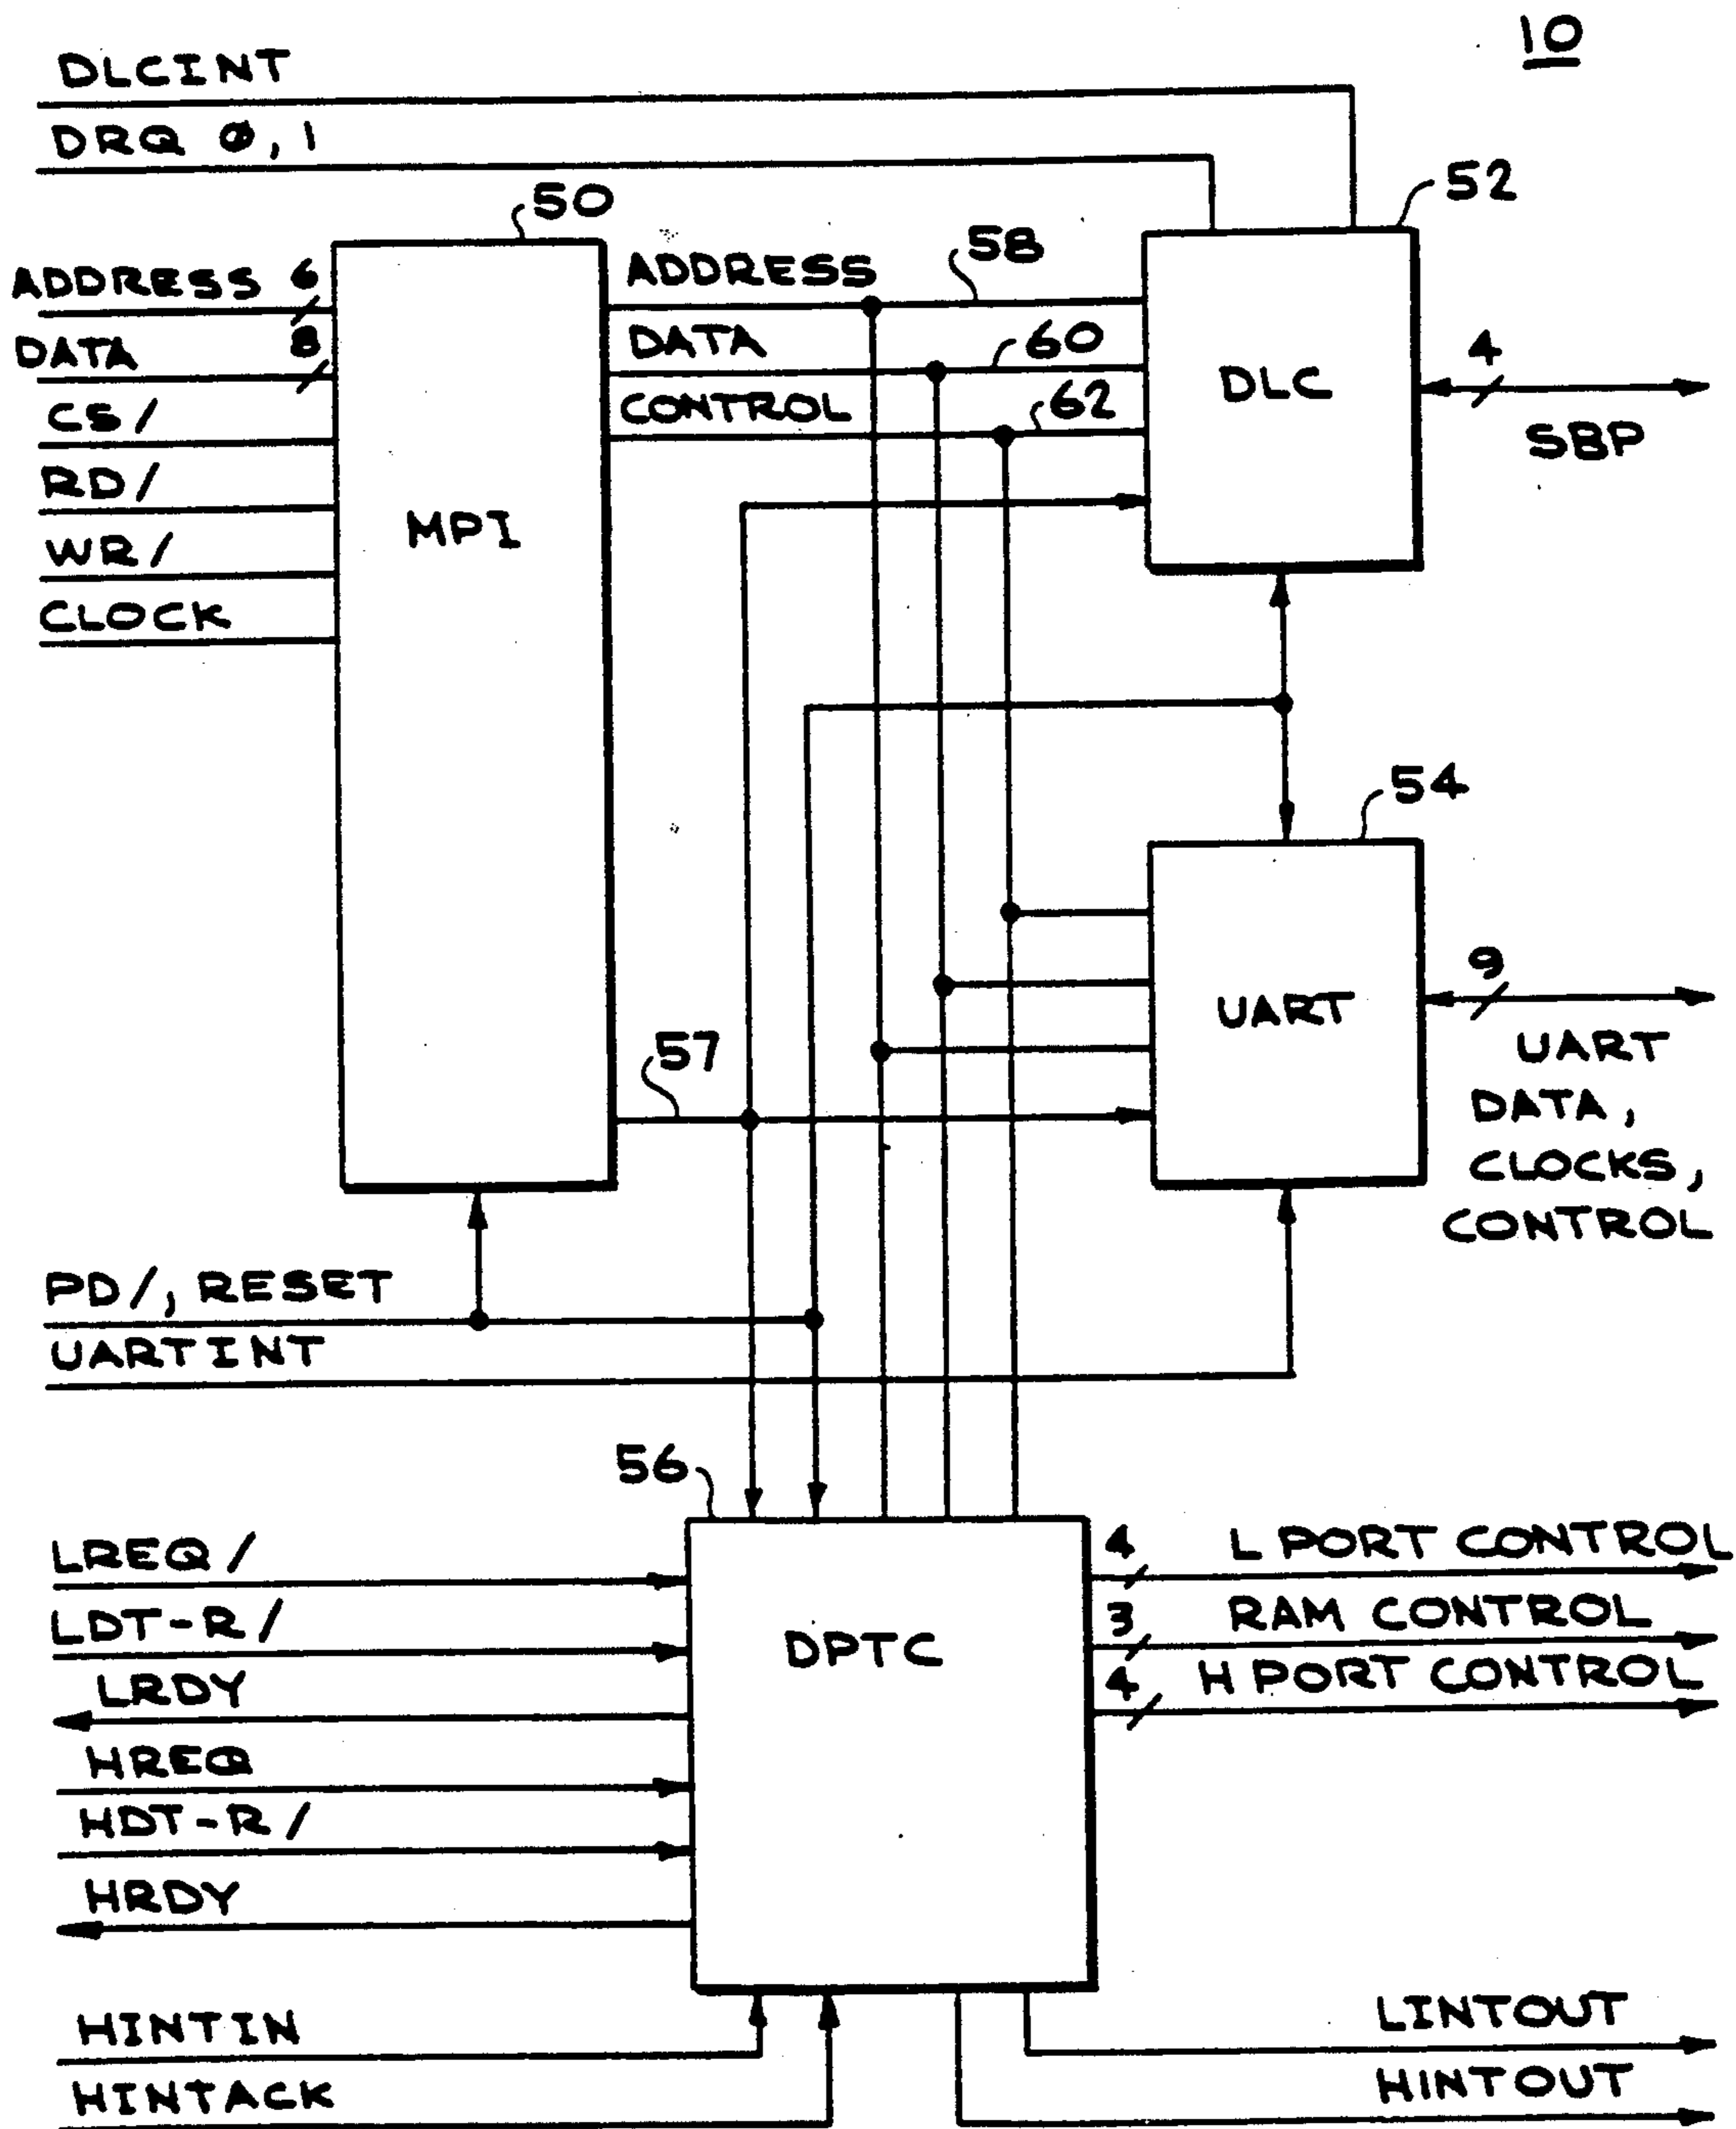 10
DLCINT
DRQ 0, 1
50
52
ADDRESS 6
DATA 8
CS/
RD/
WR/
CLOCK
MPI
ADDRESS
58
DATA
60
CONTROL
62
DLC
4
SBP
54
UART
9
UART
DATA,
CLOCKS,
CONTROL
57
PD/, RESET
UARTINT
56
LREQ/
LDT-R/
LRDY
HREQ
HDT-R/
HRDY
DPTC
4 L PORT CONTROL
3 RAM CONTROL
4 H PORT CONTROL
HINTIN
HINTACK
LINTOUT
HINTOUT